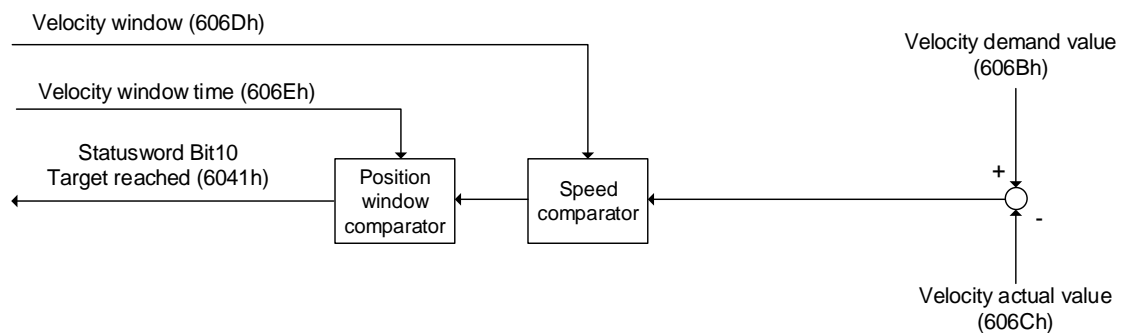 Velocity window (606Dh)
Velocity demand value
(606Bh)
Velocity window time (606Eh)
Statusword Bit10
Target reached (6041h)
Position
window
comparator
Speed
comparator
+
-
Velocity actual value
(606Ch)